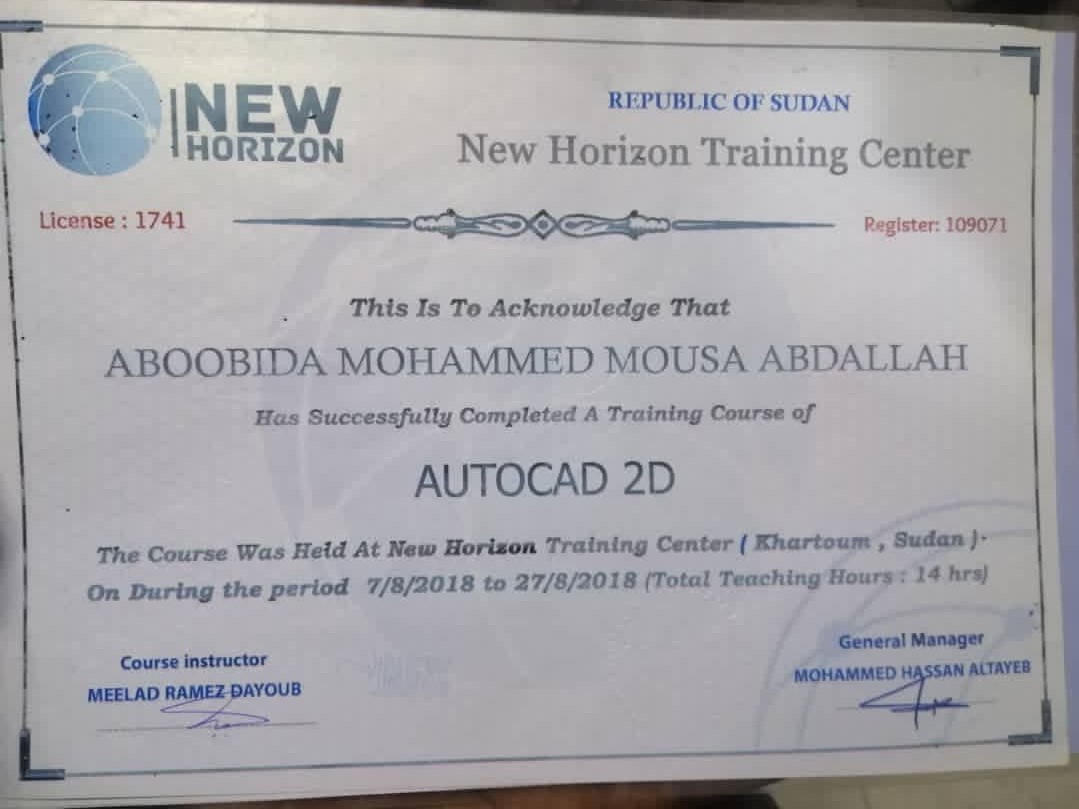 NEW
HORIZON
REPUBLIC OF SUDAN
New Horizon Training Center
License : 1741
Register: 109071
This Is To Acknowledge That
ABOOBIDA MOHAMMED MOUSA ABDALLAH
Has Successfully Completed A Training Course of
AUTOCAD 2D
The Course Was Held At New Horizon Training Center ( Khartoum , Sudan ).
On During the period 7/8/2018 to 27/8/2018 (Total Teaching Hours : 14 hrs)
Course instructor
MEELAD RAMEZ DAYOUB
General Manager
MOHAMMED HASSAN ALTAYEB